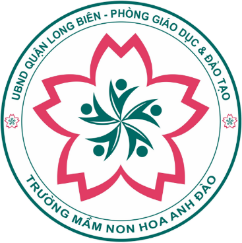 UBND QUẬN LONG BIÊN - PHÒNG GIÁO DỤC & ĐÀO TẠO
TRƯỜNG MẦM NON HOA ANH ĐÀO